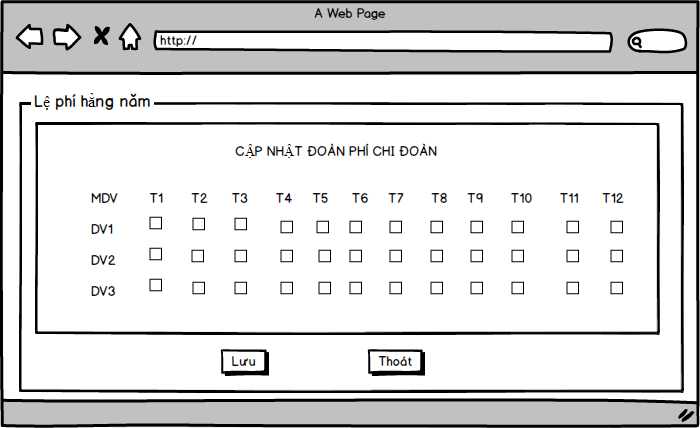 A Web Page
http://
Lệ phí hằng năm
CẬP NHẬT ĐOÀN PHÍ CHI ĐOÀN
MDV T1 T2 T3 T4 T5 T6 T7 T8 T9 T10 T11 T12
DV1
DV2
DV3
Lưu Thoát